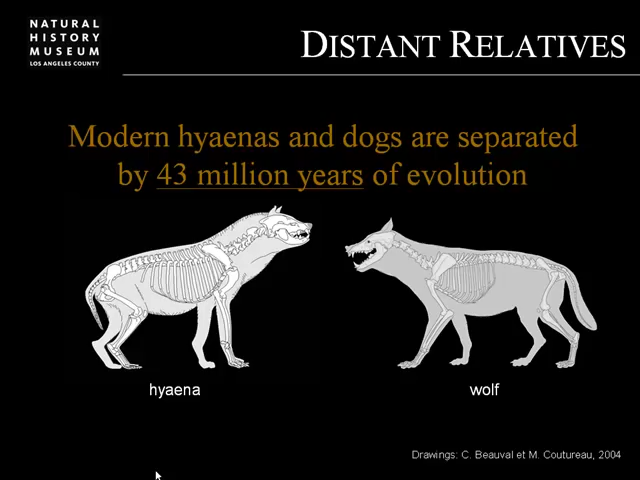 NATURAL
HISTORY
MUSEUM
LOS ANGELES COUNTY
DISTANT RELATIVES
Modern hyaenas and dogs are separated
by 43 million years of evolution
hyaena
wolf
Drawings: C. Beauval et M. Coutureau, 2004